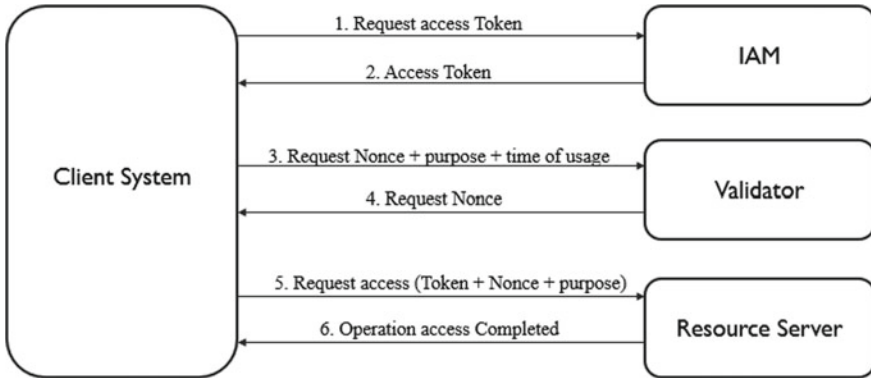 1. Request access Token
IAM
2. Access Token
Client System
3. Request Nonce + purpose + time of usage
Validator
4. Request Nonce
5. Request access (Token + Nonce + purpose)
Resource Server
6. Operation access Completed